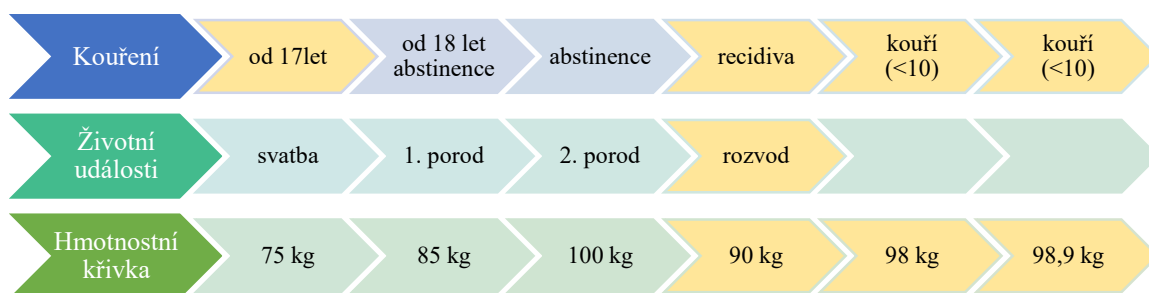 Kouření
od 17let
od 18 let
abstinence
abstinence
recidiva
kouří
(<10)
kouří
(<10)
Životní
události
svatba
1. porod
2. porod
rozvod
Hmotnostní
křivka
75 kg
85 kg
100 kg
90 kg
98 kg
98,9 kg